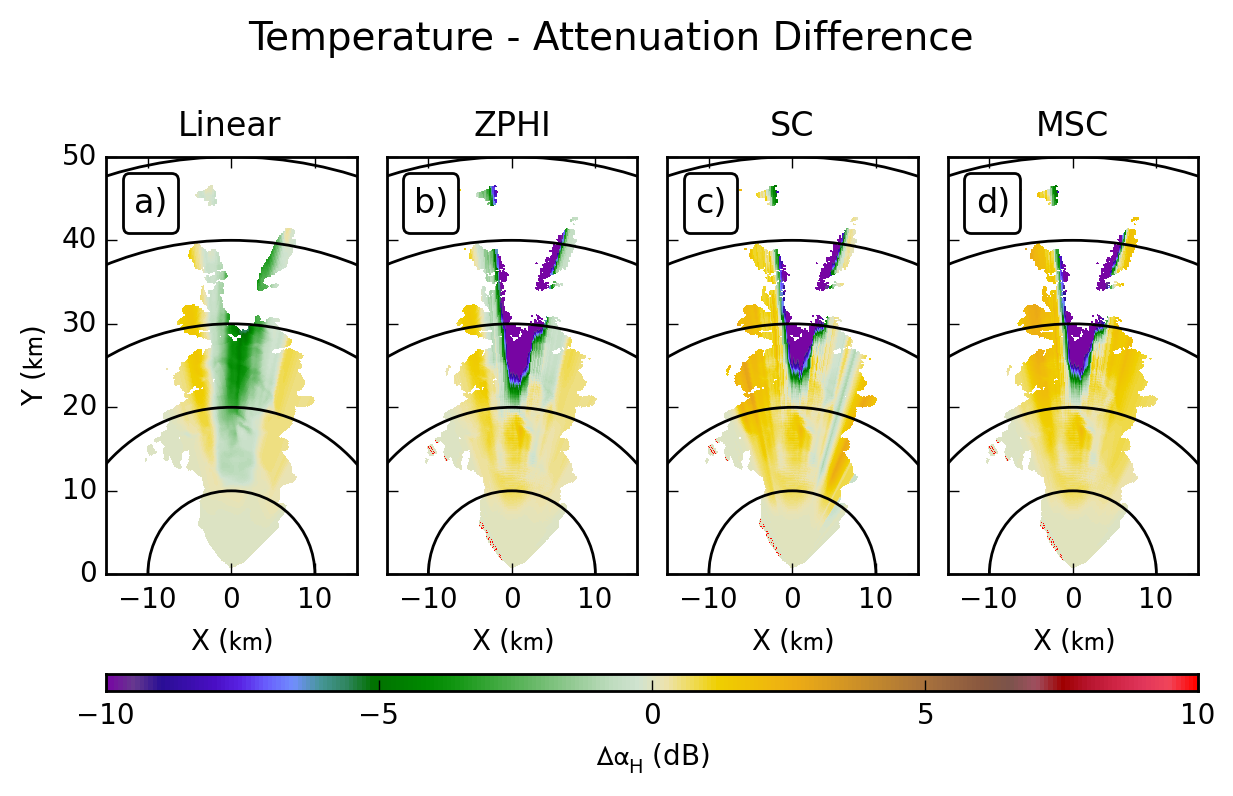 Temperature - Attenuation Difference
Linear ZPHI SC MSC
a) b) c) d)
50
40
30
20
10
0
Y (km)
−10 0 10 −10 0 10 −10 0 10 −10 0 10
X (km) X (km) X (km) X (km)
−10 −5 0 5 10
Δα_H (dB)